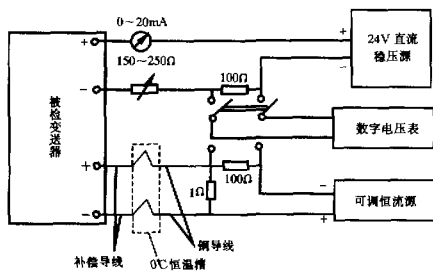 0～20mA
+
+
24V 直流
稳压源
150～250Ω
100Ω
−
−
被检变送器
数字电压表
+
100Ω
1Ω
−
可调恒流源
−
+
补偿导线
铜导线
0℃恒温槽